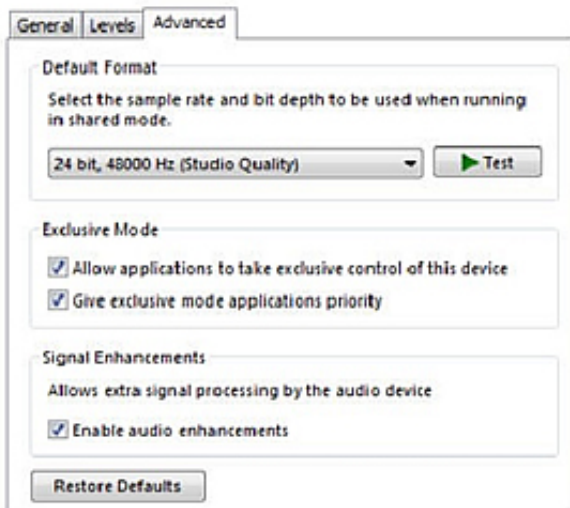 General Levels Advanced
Default Format
Select the sample rate and bit depth to be used when running
in shared mode.
24 bit, 48000 Hz (Studio Quality) Test
Exclusive Mode
Allow applications to take exclusive control of this device
Give exclusive mode applications priority
Signal Enhancements
Allows extra signal processing by the audio device
Enable audio enhancements
Restore Defaults